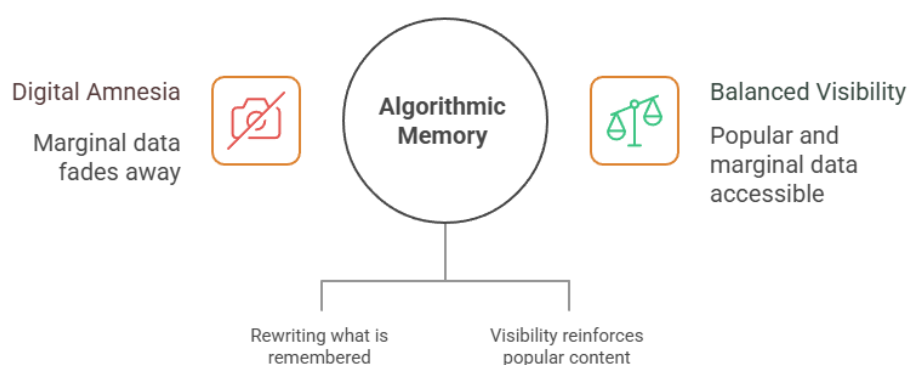 Digital Amnesia
Marginal data
fades away
Algorithmic
Memory
Balanced Visibility
Popular and
marginal data
accessible
Rewriting what is
remembered
Visibility reinforces
popular content